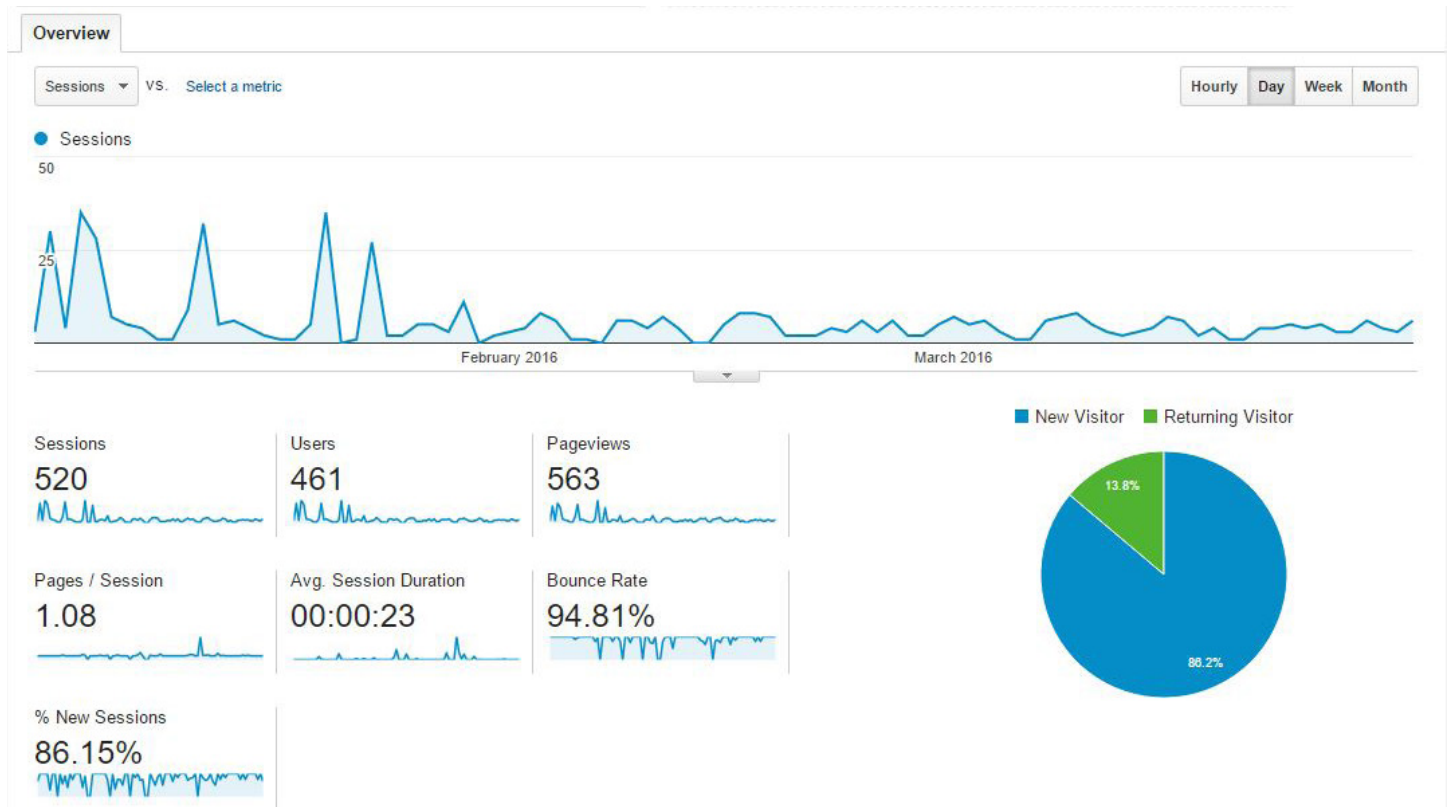 Overview
Sessions VS. Select a metric Hourly Day Week Month
Sessions
50
25
February 2016 March 2016
New Visitor Returning Visitor
Sessions Users Pageviews
520 461 563
13.8%
Pages / Session Avg. Session Duration Bounce Rate
1.08 00:00:23 94.81%
86.2%
% New Sessions
86.15%